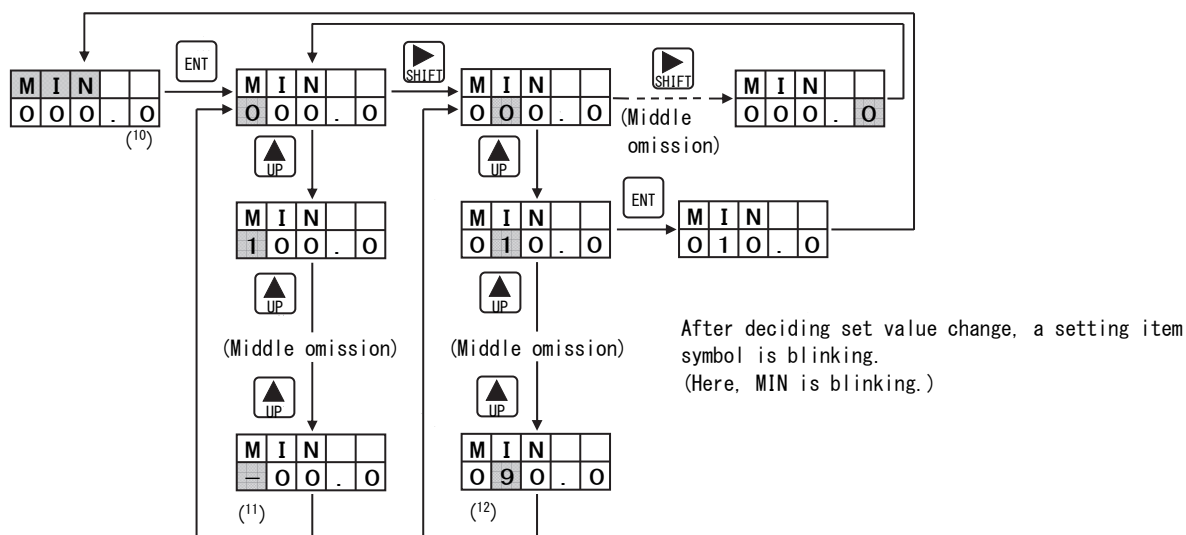 ENT
SHIFT
SHIFT
M I N
0 0 0 . 0
(10)
M I N
0 0 0 . 0
M I N
0 0 0 . 0
(Middle
omission)
M I N
0 0 0 . 0
UP
UP
ENT
M I N
1 0 0 . 0
M I N
0 1 0 . 0
M I N
0 1 0 . 0
UP
UP
(Middle omission)
(Middle omission)
After deciding set value change, a setting item
symbol is blinking.
(Here, MIN is blinking.)
UP
UP
M I N
– 0 0 . 0
(11)
M I N
0 9 0 . 0
(12)